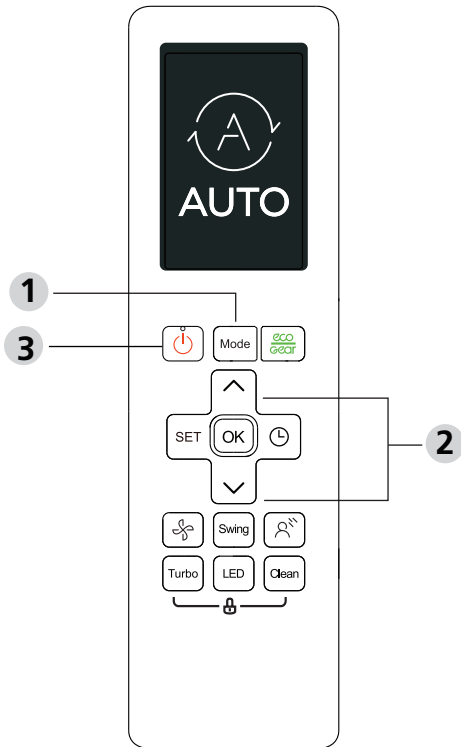 A
AUTO
1
3
Mode
eco
Gear
SET
OK
2
Swing
Turbo
LED
Clean